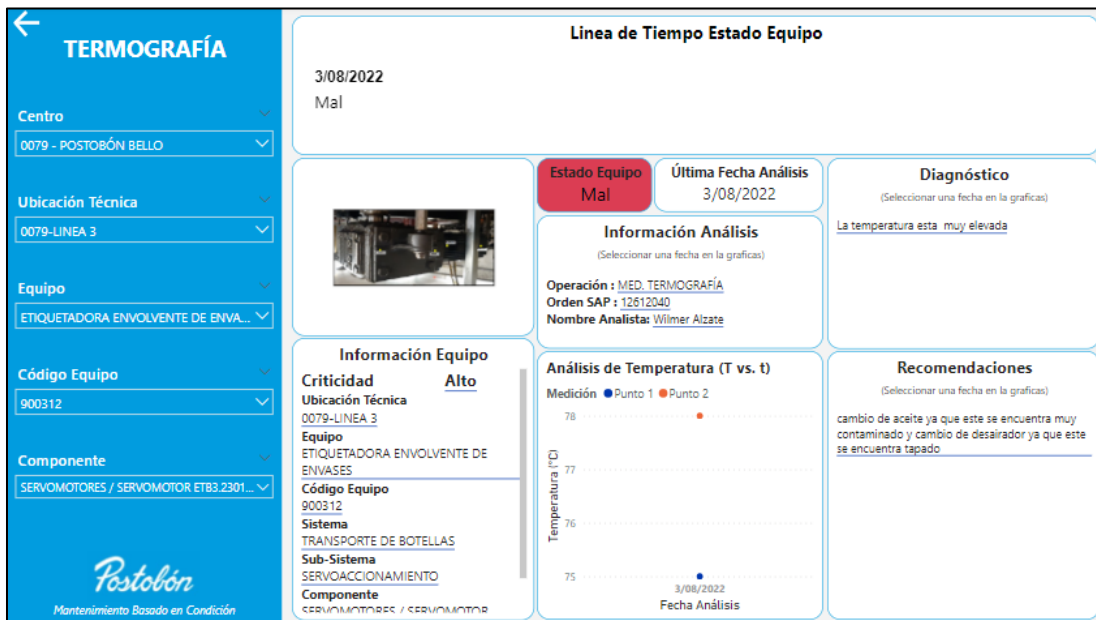 TERMOGRAFÍA
Centro
0079 - POSTOBÓN BELLO
Ubicación Técnica
0079-LINEA 3
Equipo
ETIQUETADORA ENVOLVENTE DE ENVA...
Código Equipo
900312
Componente
SERVOMOTORES / SERVOMOTOR ETB3.2301...
Postobón
Mantenimiento Basado en Condición
Linea de Tiempo Estado Equipo
3/08/2022
Mal
Estado Equipo
Mal
Última Fecha Análisis
3/08/2022
Información Análisis
(Seleccionar una fecha en la graficas)
Operación : MED. TERMOGRAFÍA
Orden SAP : 12612040
Nombre Analista: Wilmer Alzate
Diagnóstico
(Seleccionar una fecha en la graficas)
La temperatura esta muy elevada
Información Equipo
Criticidad Alto
Ubicación Técnica
0079-LINEA 3
Equipo
ETIQUETADORA ENVOLVENTE DE
ENVASES
Código Equipo
900312
Sistema
TRANSPORTE DE BOTELLAS
Sub-Sistema
SERVOACCIONAMIENTO
Componente
SERVOMOTORES / SERVOMOTOR
Análisis de Temperatura (T vs. t)
Medición Punto 1 Punto 2
Temperatura (°C)
78
77
76
75
3/08/2022
Fecha Análisis
Recomendaciones
(Seleccionar una fecha en la graficas)
cambio de aceite ya que este se encuentra muy
contaminado y cambio de desairador ya que este
se encuentra tapado